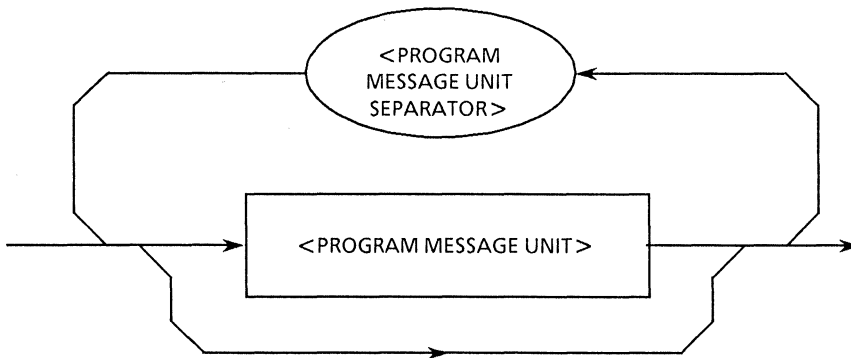 <PROGRAM
MESSAGE UNIT
SEPARATOR>
<PROGRAM MESSAGE UNIT>